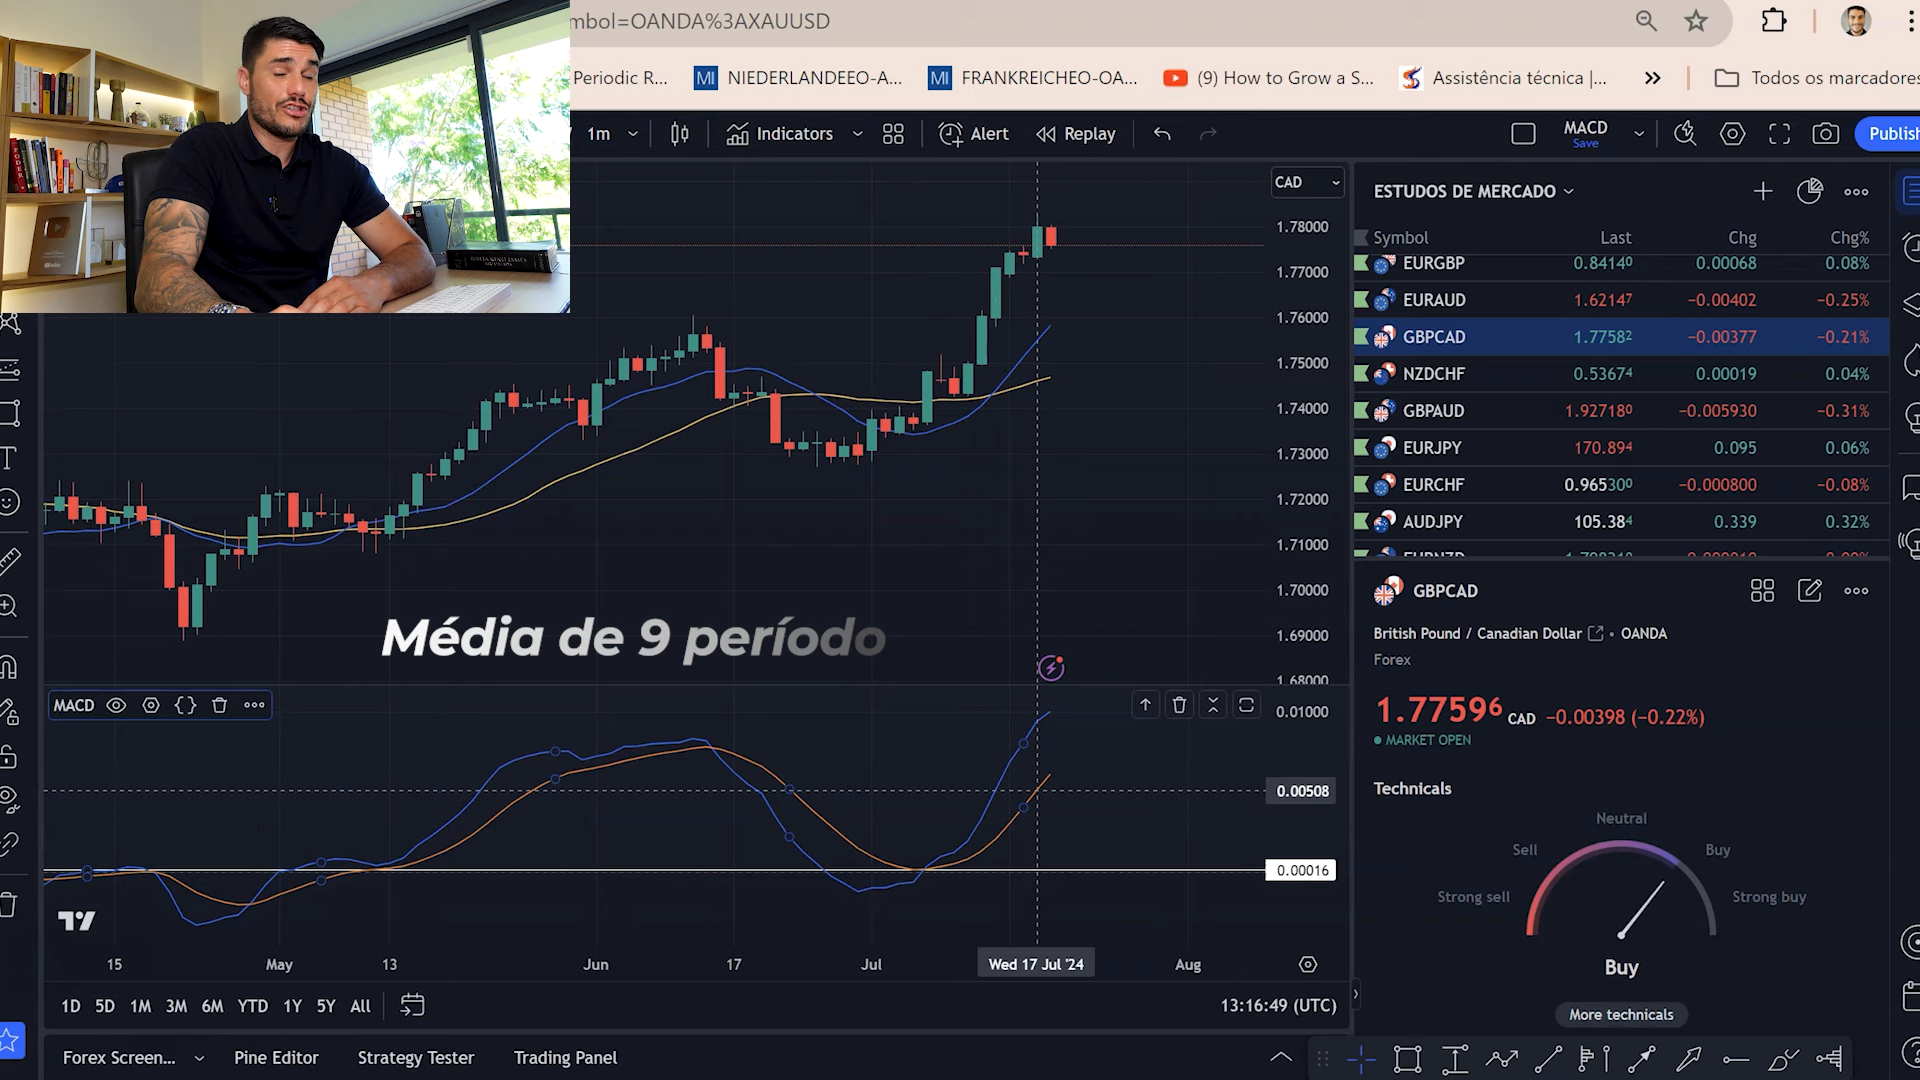 mbol=OANDA%3AXAUUSD
Periodic R...
NIEDERLANDEEO-A...
FRANKREICHEO-OA...
(9) How to Grow a S...
Assistência técnica |...
Todos os marcadores
1m
Indicators
Alert
Replay
MACD
Save
Publish
CAD
ESTUDOS DE MERCADO
Symbol Last Chg Chg%
EURGBP 0.84140 0.00068 0.08%
EURAUD 1.62147 −0.00402 −0.25%
GBPCAD 1.77582 −0.00377 −0.21%
NZDCHF 0.53674 0.00019 0.04%
GBPAUD 1.927180 −0.005930 −0.31%
EURJPY 170.894 0.095 0.06%
EURCHF 0.965300 −0.000800 −0.08%
AUDJPY 105.384 0.339 0.32%
1.78000
1.77000
1.76000
1.75000
1.74000
1.73000
1.72000
1.71000
1.70000
1.69000
1.68000
Média de 9 período
GBPCAD
British Pound / Canadian Dollar • OANDA
Forex
1.77596 CAD −0.00398 (−0.22%)
MARKET OPEN
MACD
0.01000
0.00508
0.00016
Technicals
Neutral
Sell
Buy
Strong sell
Strong buy
Buy
More technicals
15 May 13 Jun 17 Jul Wed 17 Jul '24 Aug
1D 5D 1M 3M 6M YTD 1Y 5Y All
13:16:49 (UTC)
Forex Screen...
Pine Editor
Strategy Tester
Trading Panel